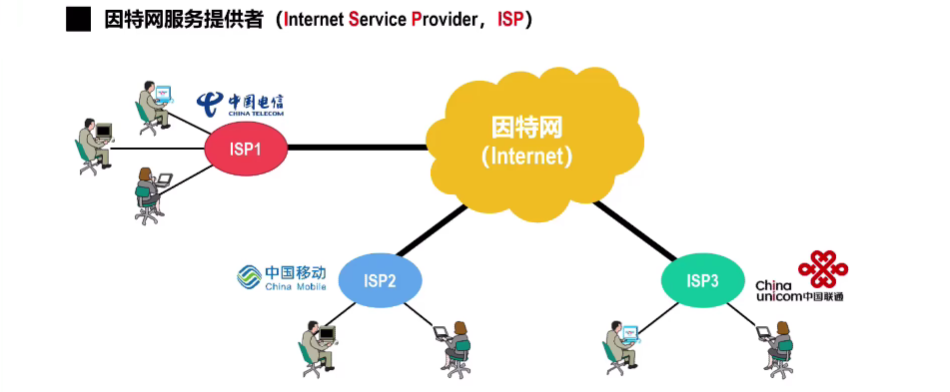 因特网服务提供者（Internet Service Provider，ISP）
中国电信
CHINA TELECOM
ISP1
因特网
（Internet）
中国移动
China Mobile
ISP2
ISP3
China
unicom中国联通